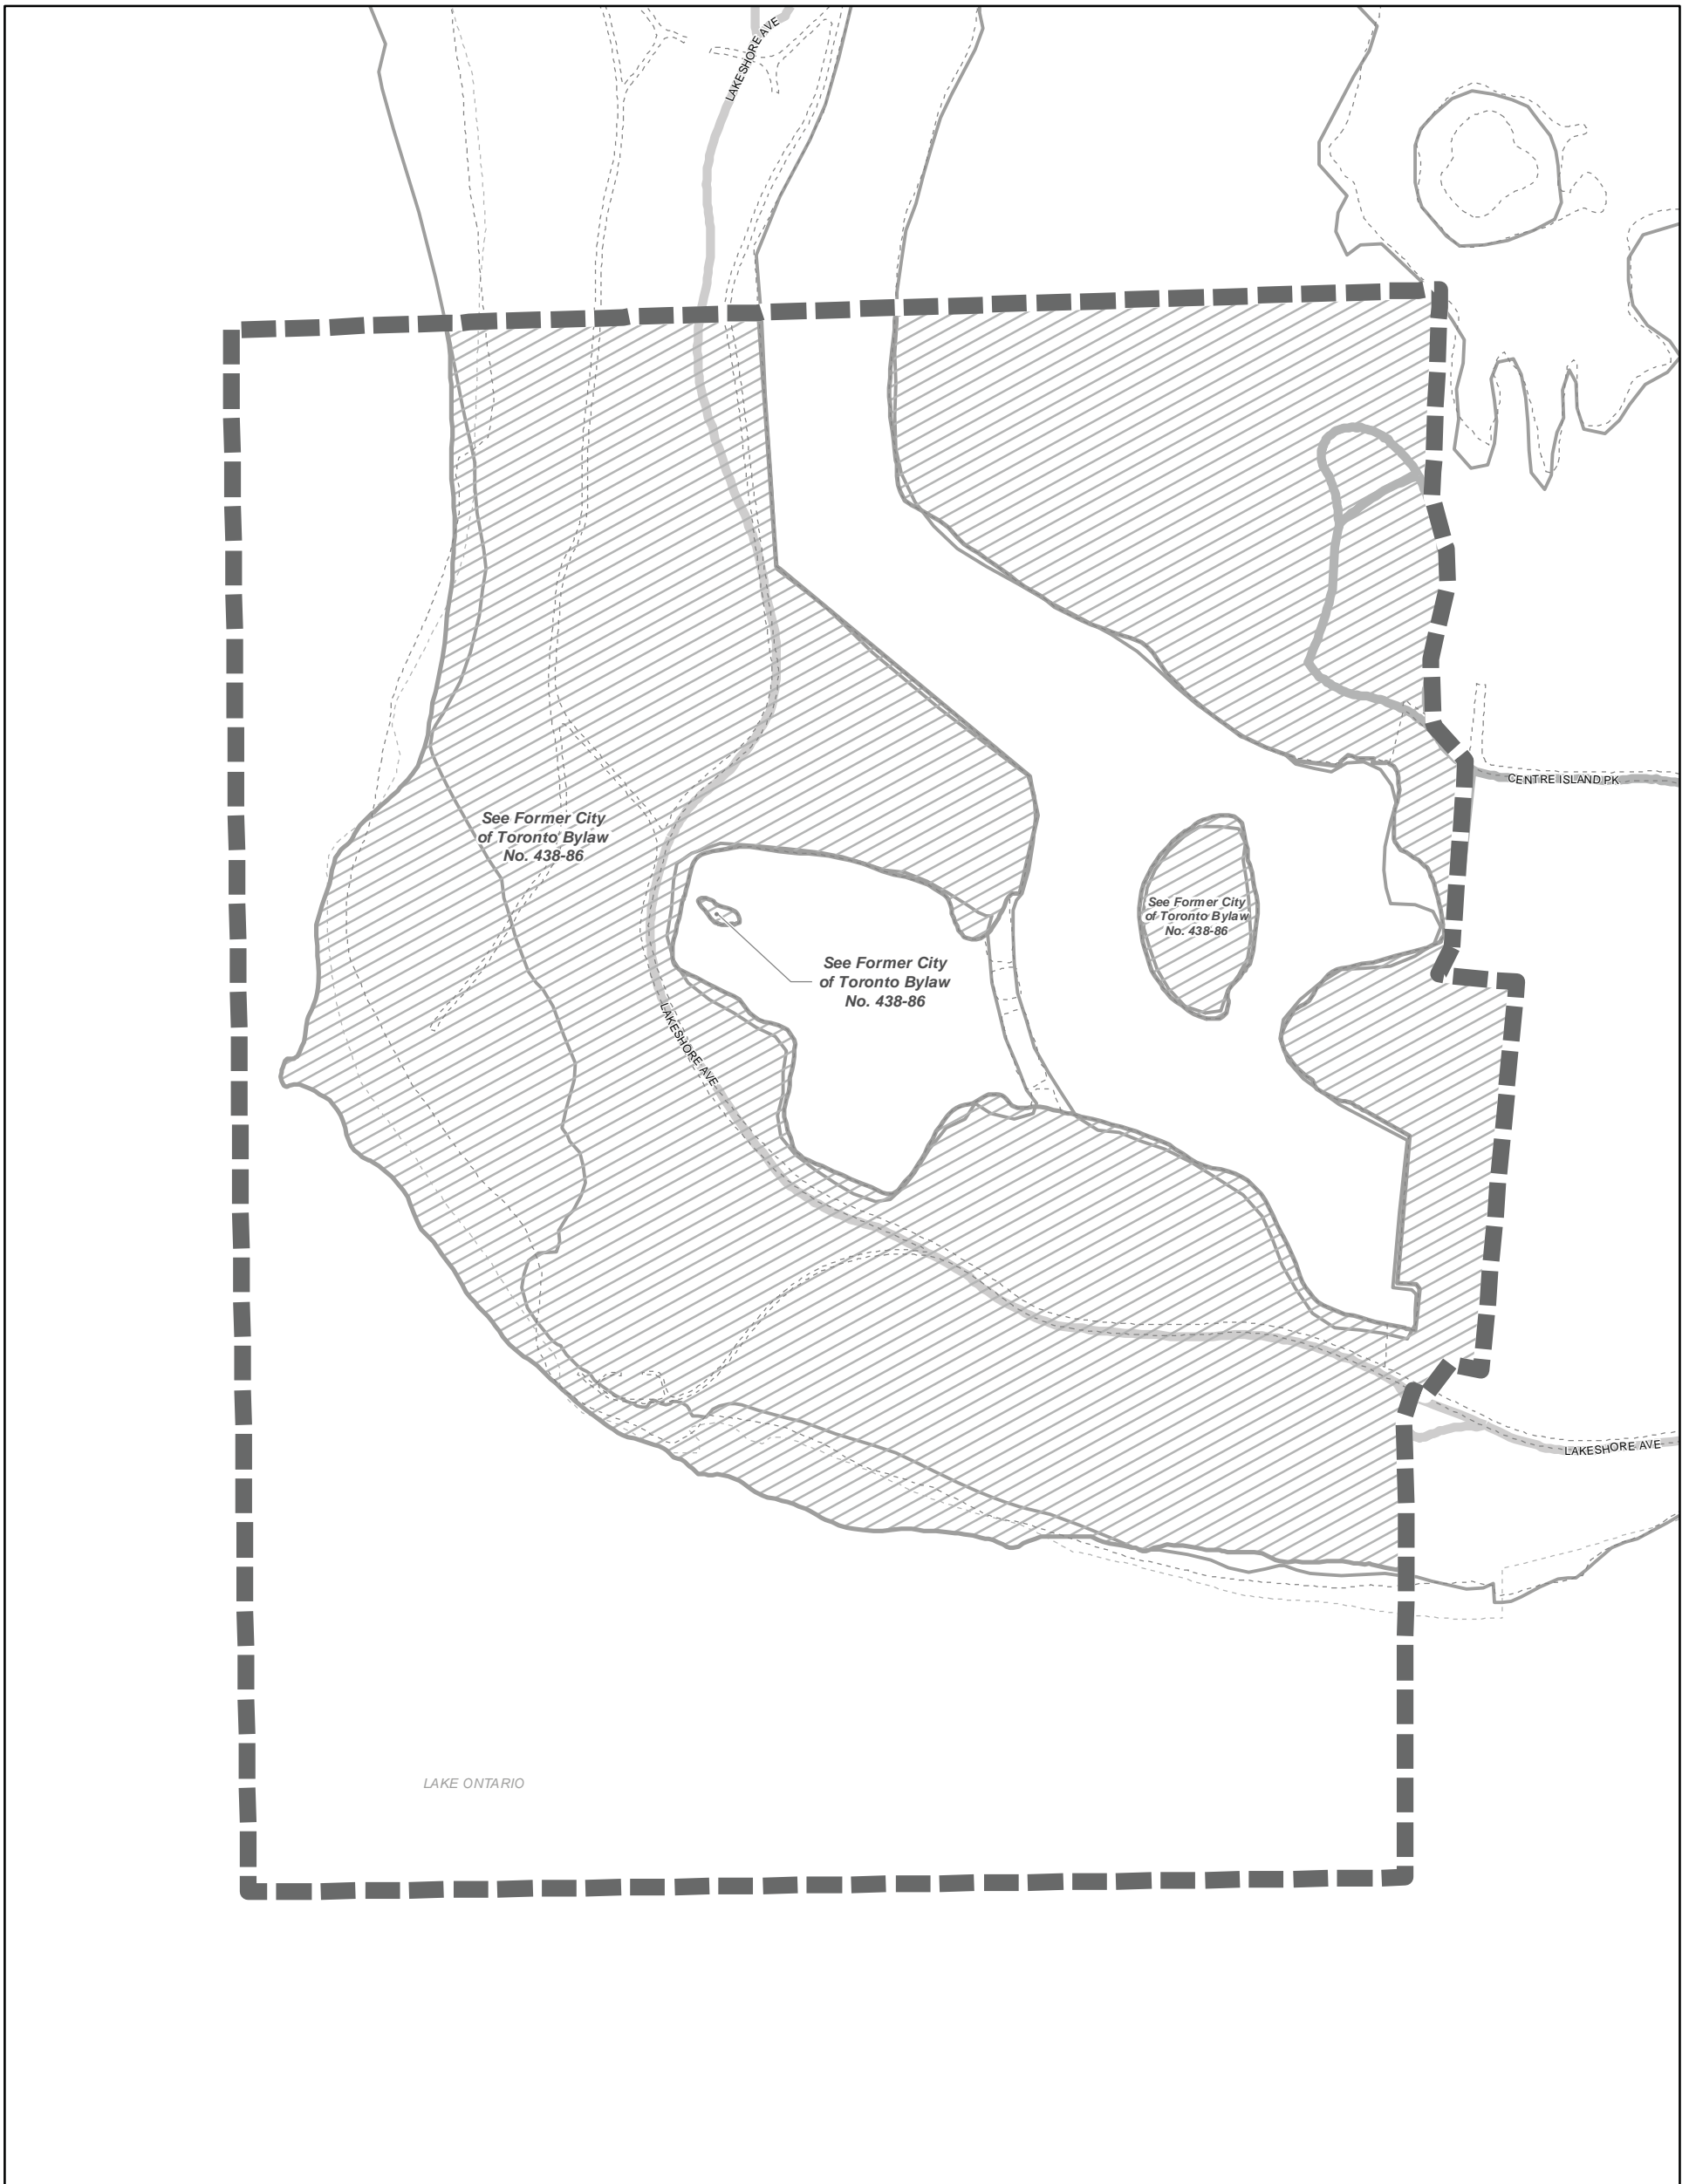 LAKESHORE AVE
CENTRE ISLAND PK
See Former City
of Toronto Bylaw
No. 438-86
See Former City
of Toronto Bylaw
No. 438-86
See Former City
of Toronto Bylaw
No. 438-86
LAKESHORE AVE
LAKESHORE AVE
LAKE ONTARIO